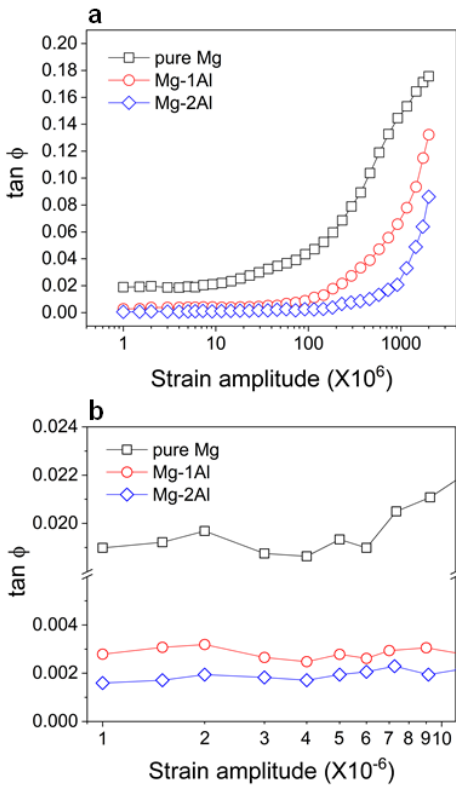 a
0.20
0.18
0.16
0.14
0.12
0.10
0.08
0.06
0.04
0.02
0.00
tan ϕ
pure Mg
Mg-1Al
Mg-2Al
1 10 100 1000
Strain amplitude (X10⁶)
b
0.024
0.022
0.020
0.004
0.002
0.000
tan ϕ
pure Mg
Mg-1Al
Mg-2Al
1 2 3 4 5 6 7 8 9 10
Strain amplitude (X10⁻⁶)